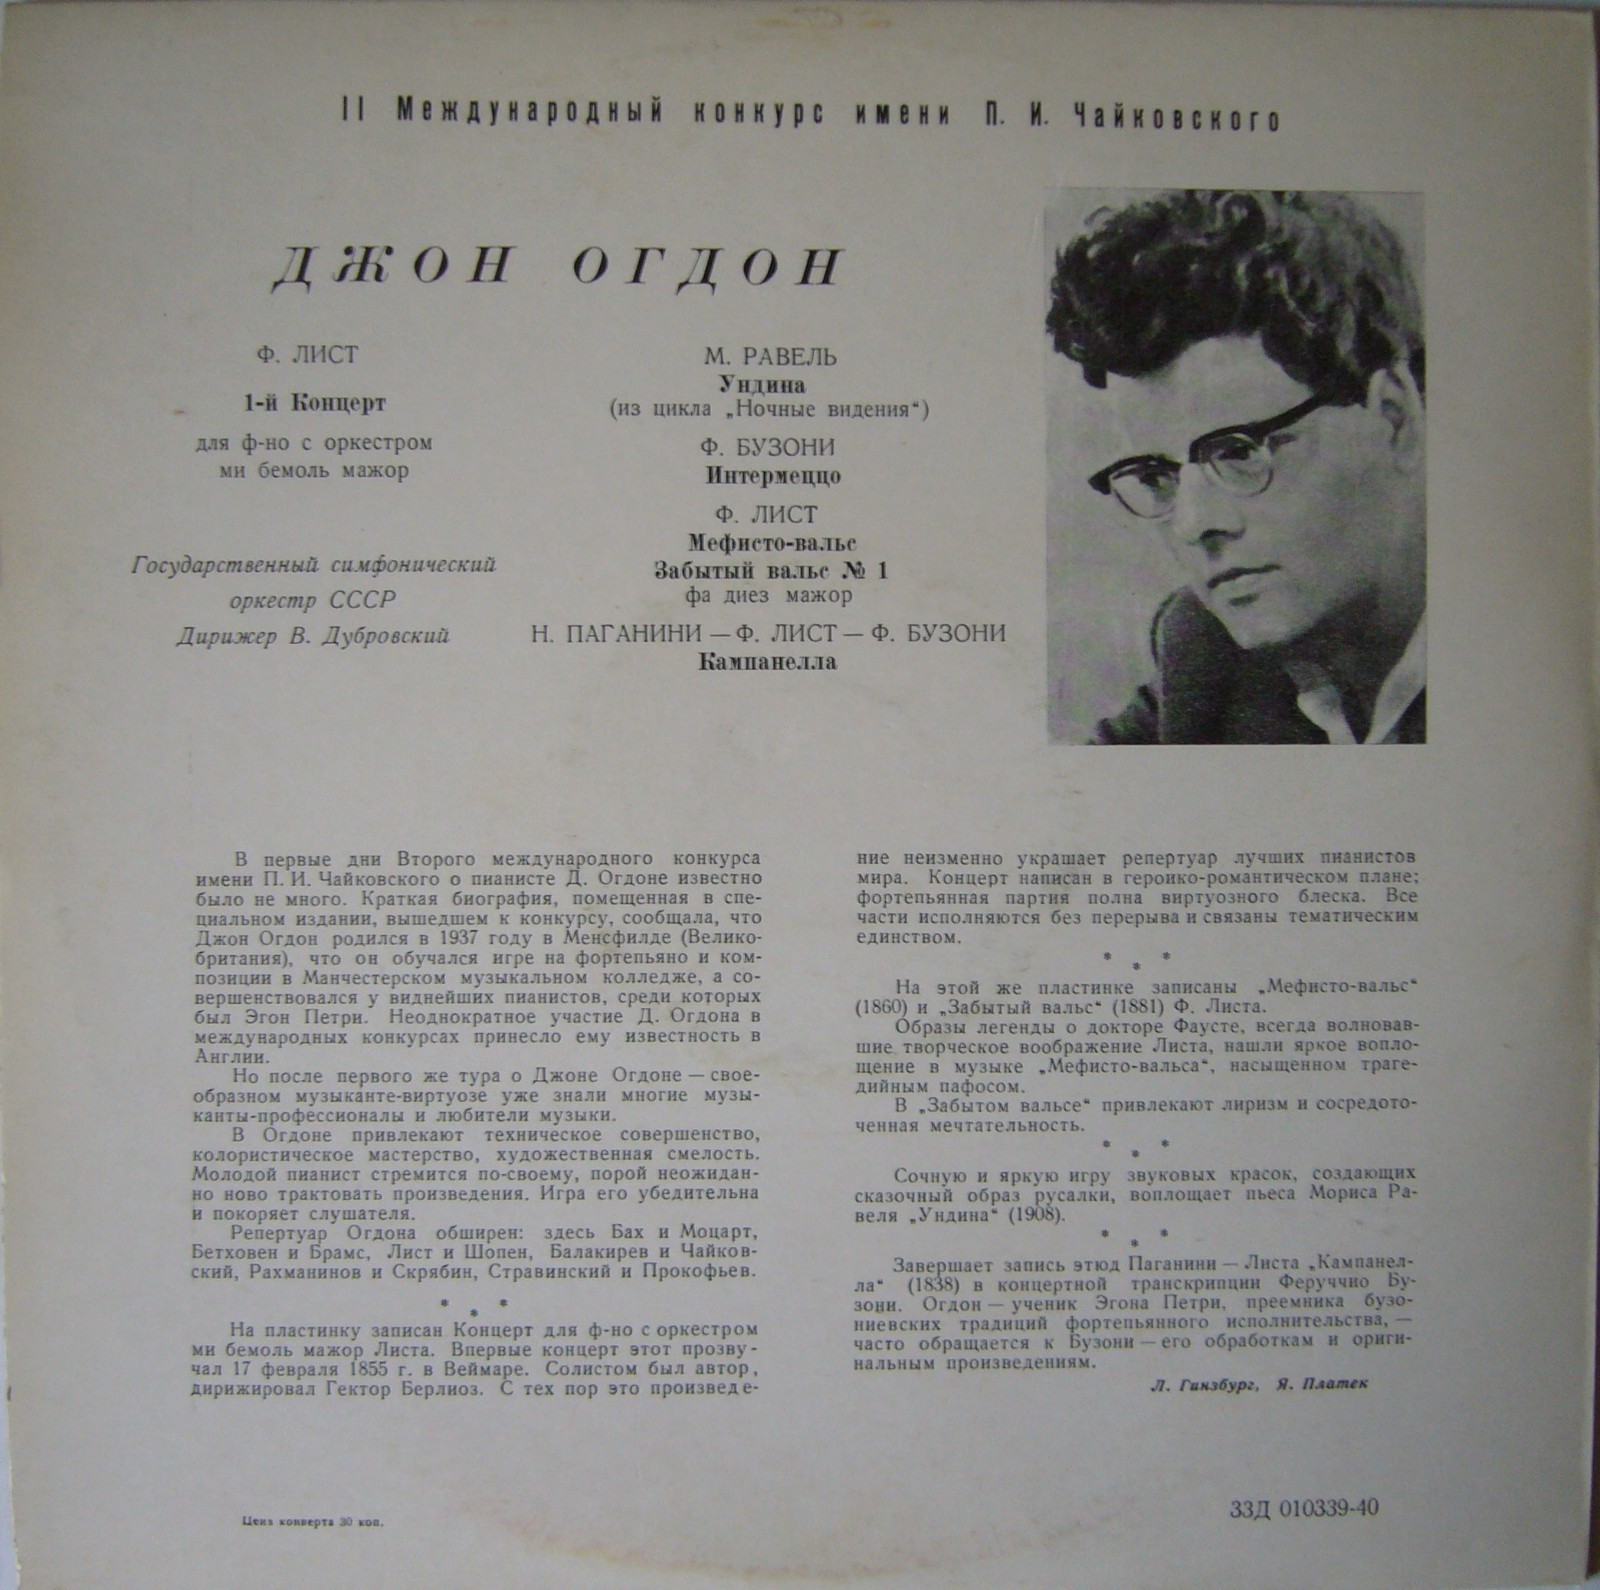 II Международный конкурс имени П. И. Чайковского
ДЖОН ОГДОН
Ф. ЛИСТ
1-й Концерт
для ф-но с оркестром
ми бемоль мажор
Государственный симфонический
оркестр СССР
Дирижер В. Дубровский
М. РАВЕЛЬ
Ундина
(из цикла „Ночные видения“)
Ф. БУЗОНИ
Интермеццо
Ф. ЛИСТ
Мефисто-вальс
Забытый вальс № 1
фа диез мажор
Н. ПАГАНИНИ — Ф. ЛИСТ — Ф. БУЗОНИ
Кампанелла
В первые дни Второго международного конкурса
имени П. И. Чайковского о пианисте Д. Огдоне известно
было не много. Краткая биография, помещенная в спе-
циальном издании, вышедшем к конкурсу, сообщала, что
Джон Огдон родился в 1937 году в Менсфилде (Велико-
британия), что он обучался игре на фортепьяно и ком-
позиции в Манчестерском музыкальном колледже, а со-
вершенствовался у виднейших пианистов, среди которых
был Эгон Петри. Неоднократное участие Д. Огдона в
международных конкурсах принесло ему известность в
Англии.
Но после первого же тура о Джоне Огдоне — свое-
образном музыканте-виртуозе уже знали многие музы-
канты-профессионалы и любители музыки.
В Огдоне привлекают техническое совершенство,
колористическое мастерство, художественная смелость.
Молодой пианист стремится по-своему, порой неожидан-
но ново трактовать произведения. Игра его убедительна
и покоряет слушателя.
Репертуар Огдона обширен: здесь Бах и Моцарт,
Бетховен и Брамс, Лист и Шопен, Балакирев и Чайков-
ский, Рахманинов и Скрябин, Стравинский и Прокофьев.
* * *
На пластинку записан Концерт для ф-но с оркестром
ми бемоль мажор Листа. Впервые концерт этот прозву-
чал 17 февраля 1855 г. в Веймаре. Солистом был автор,
дирижировал Гектор Берлиоз. С тех пор это произведе-
ние неизменно украшает репертуар лучших пианистов
мира. Концерт написан в героико-романтическом плане;
фортепьянная партия полна виртуозного блеска. Все
части исполняются без перерыва и связаны тематическим
единством.
* * *
На этой же пластинке записаны „Мефисто-вальс“
(1860) и „Забытый вальс“ (1881) Ф. Листа.
Образы легенды о докторе Фаусте, всегда волновав-
шие творческое воображение Листа, нашли яркое вопло-
щение в музыке „Мефисто-вальса“, насыщенном траге-
дийным пафосом.
В „Забытом вальсе“ привлекают лиризм и сосредото-
ченная мечтательность.
* * *
Сочную и яркую игру звуковых красок, создающих
сказочный образ русалки, воплощает пьеса Мориса Ра-
веля „Ундина“ (1908).
* * *
Завершает запись этюд Паганини — Листа „Кампанел-
ла“ (1838) в концертной транскрипции Феруччио Бу-
зони. Огдон — ученик Эгона Петри, преемника бузо-
ниевских традиций фортепьянного исполнительства, —
часто обращается к Бузони — его обработкам и ориги-
нальным произведениям.
Л. Гинзбург, Я. Платек
Цена конверта 30 коп.
33Д 010339-40